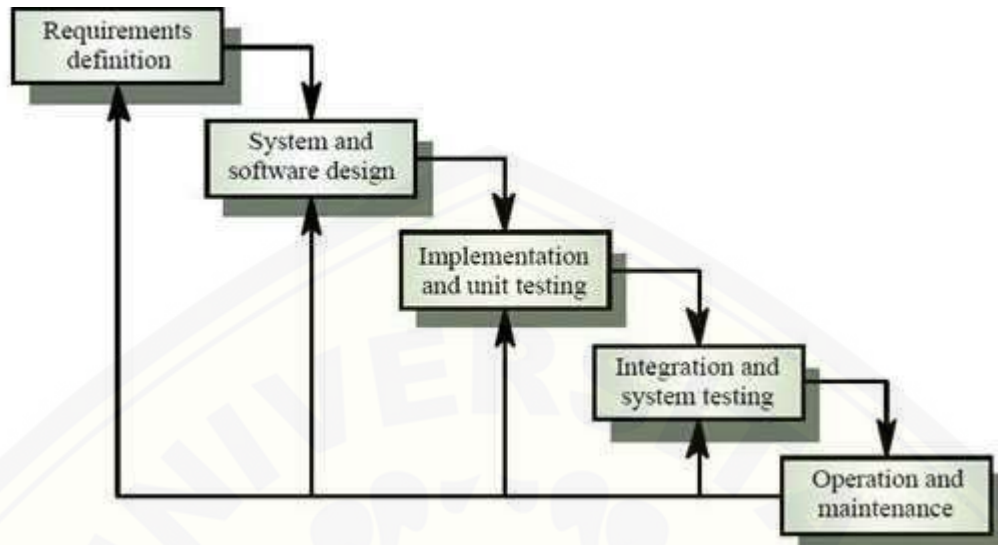 Requirements
definition
System and
software design
Implementation
and unit testing
Integration and
system testing
Operation and
maintenance